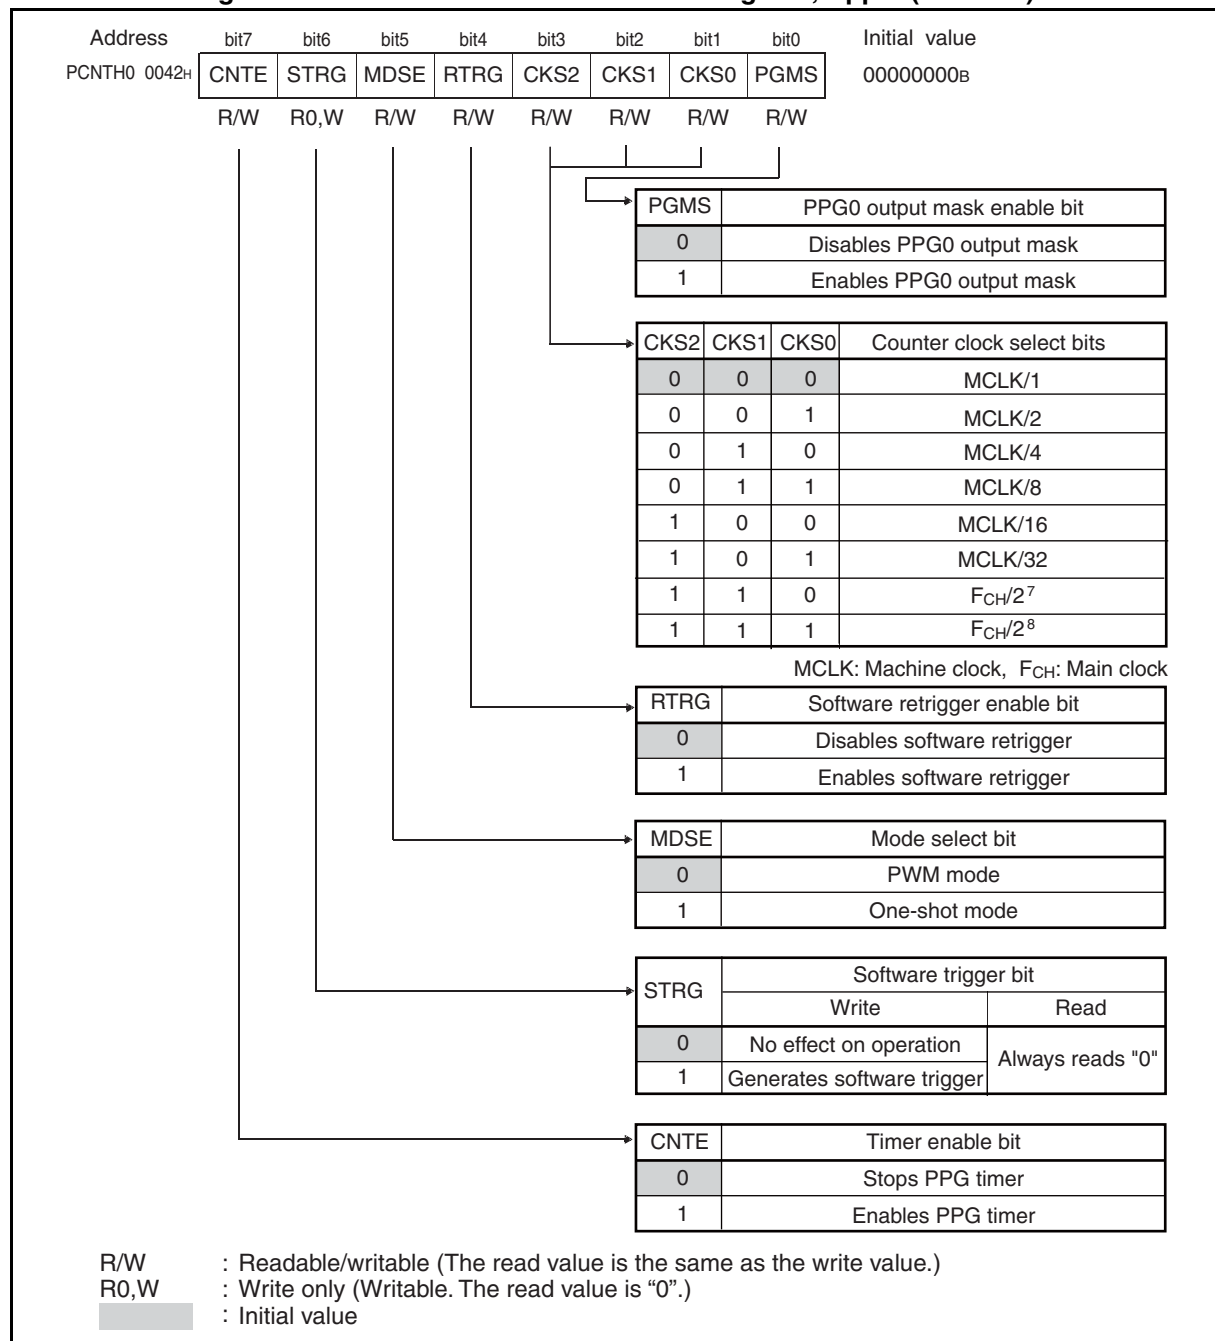 Address bit7 bit6 bit5 bit4 bit3 bit2 bit1 bit0 Initial value
PCNTH0 0042H CNTE STRG MDSE RTRG CKS2 CKS1 CKS0 PGMS 00000000B
R/W R0,W R/W R/W R/W R/W R/W R/W
PGMS PPG0 output mask enable bit
0 Disables PPG0 output mask
1 Enables PPG0 output mask
CKS2 CKS1 CKS0 Counter clock select bits
0 0 0 MCLK/1
0 0 1 MCLK/2
0 1 0 MCLK/4
0 1 1 MCLK/8
1 0 0 MCLK/16
1 0 1 MCLK/32
1 1 0 FCH/2⁷
1 1 1 FCH/2⁸
MCLK: Machine clock, FCH: Main clock
RTRG Software retrigger enable bit
0 Disables software retrigger
1 Enables software retrigger
MDSE Mode select bit
0 PWM mode
1 One-shot mode
STRG Software trigger bit
Write Read
0 No effect on operation Always reads "0"
1 Generates software trigger
CNTE Timer enable bit
0 Stops PPG timer
1 Enables PPG timer
R/W : Readable/writable (The read value is the same as the write value.)
R0,W : Write only (Writable. The read value is “0”.)
: Initial value